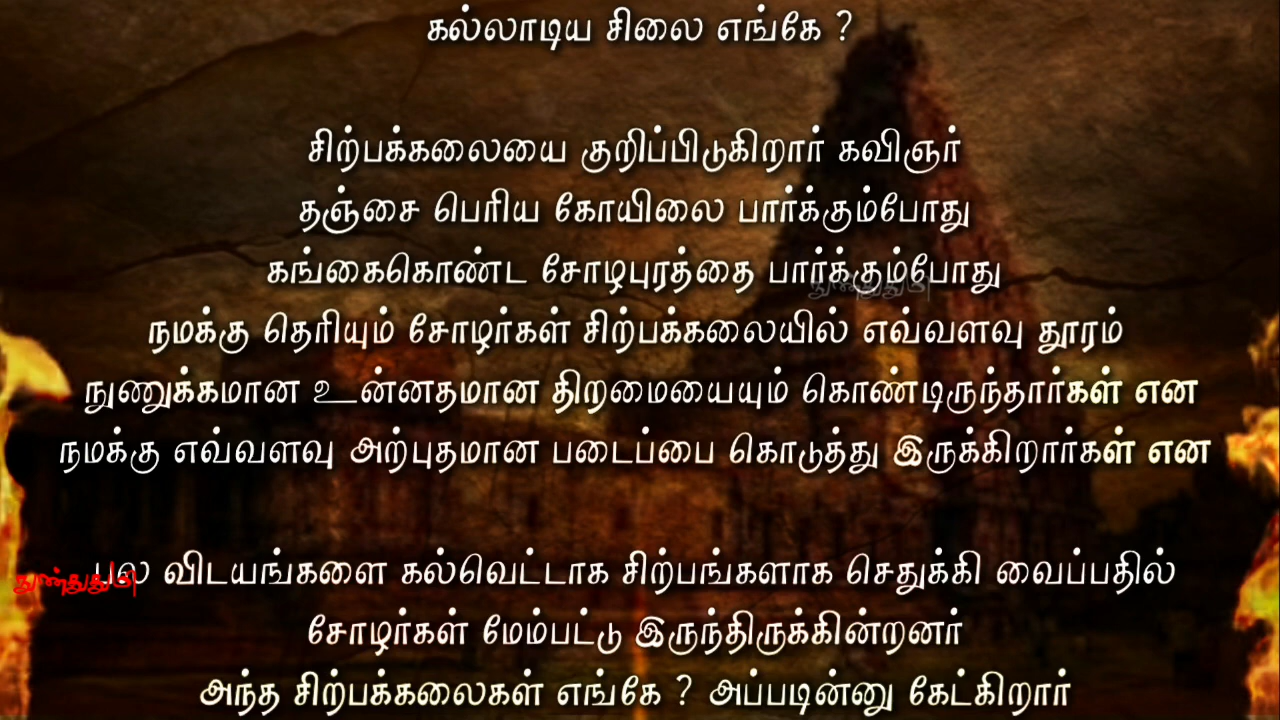 கல்லாடிய சிலை எங்கே ?
சிற்பக்கலையை குறிப்பிடுகிறார் கவிஞர்
தஞ்சை பெரிய கோயிலை பார்க்கும்போது
கங்கைகொண்ட சோழபுரத்தை பார்க்கும்போது
நமக்கு தெரியும் சோழர்கள் சிற்பக்கலையில் எவ்வளவு தூரம்
நுணுக்கமான உன்னதமான திறமையையும் கொண்டிருந்தார்கள் என
நமக்கு எவ்வளவு அற்புதமான படைப்பை கொடுத்து இருக்கிறார்கள் என
பல விடயங்களை கல்வெட்டாக சிற்பங்களாக செதுக்கி வைப்பதில்
சோழர்கள் மேம்பட்டு இருந்திருக்கின்றனர்
அந்த சிற்பக்கலைகள் எங்கே ? அப்படின்னு கேட்கிறார்